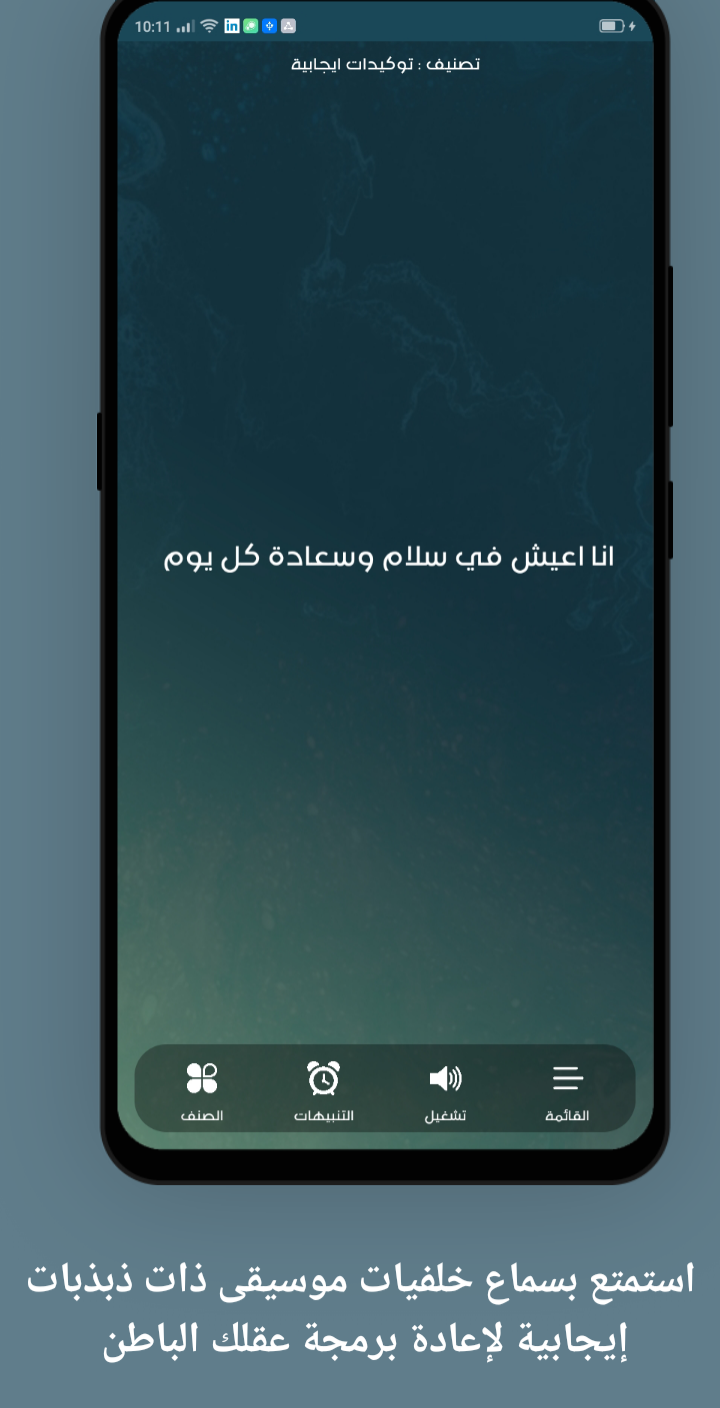 10:11
تصنيف : توكيدات ايجابية
انا اعيش في سلام وسعادة كل يوم
القائمة
تشغيل
التنبيهات
الصنف
استمتع بسماع خلفيات موسيقى ذات ذبذبات
إيجابية لإعادة برمجة عقلك الباطن